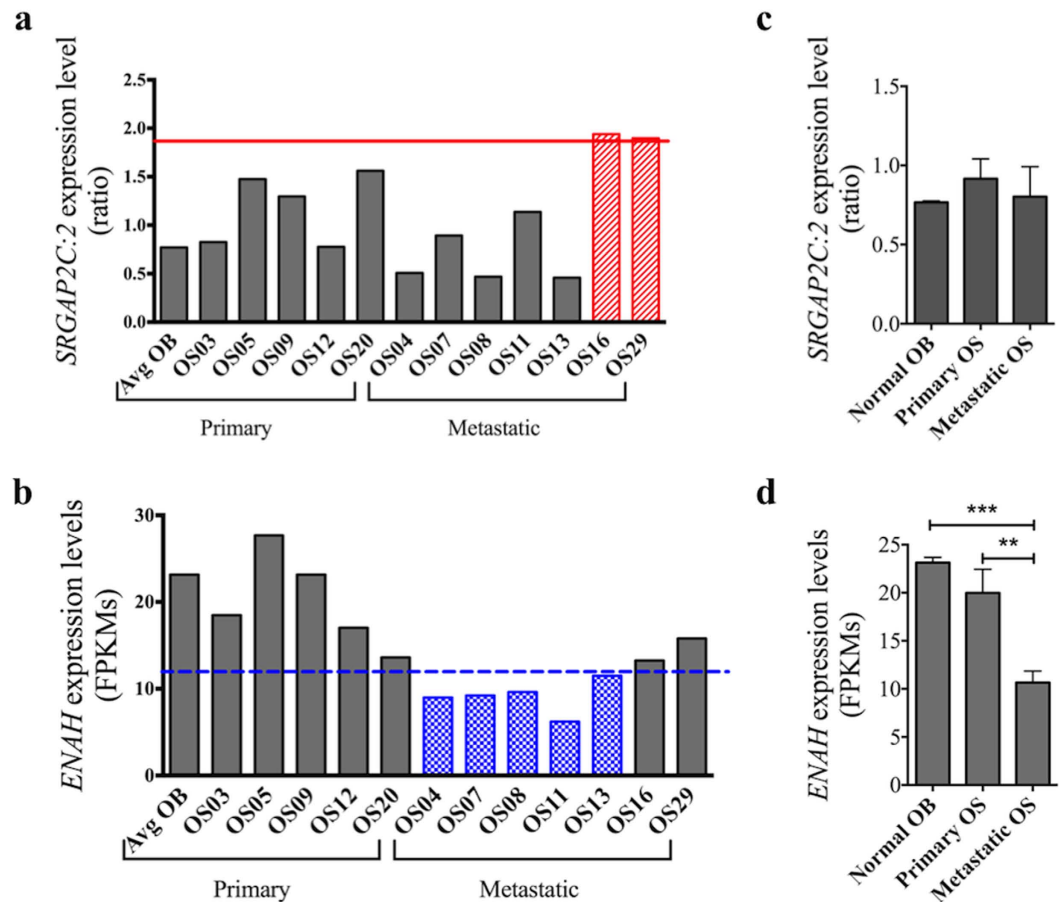 a
SRGAP2C:2 expression level
(ratio)
2.5
2.0
1.5
1.0
0.5
0.0
Avg OB
OS03
OS05
OS09
OS12
OS20
OS04
OS07
OS08
OS11
OS13
OS16
OS29
Primary
Metastatic
c
SRGAP2C:2 expression level
(ratio)
1.5
1.0
0.5
0.0
Normal OB
Primary OS
Metastatic OS
b
ENAH expression levels
(FPKMs)
30
20
10
0
Avg OB
OS03
OS05
OS09
OS12
OS20
OS04
OS07
OS08
OS11
OS13
OS16
OS29
Primary
Metastatic
d
ENAH expression levels
(FPKMs)
***
**
25
20
15
10
5
0
Normal OB
Primary OS
Metastatic OS